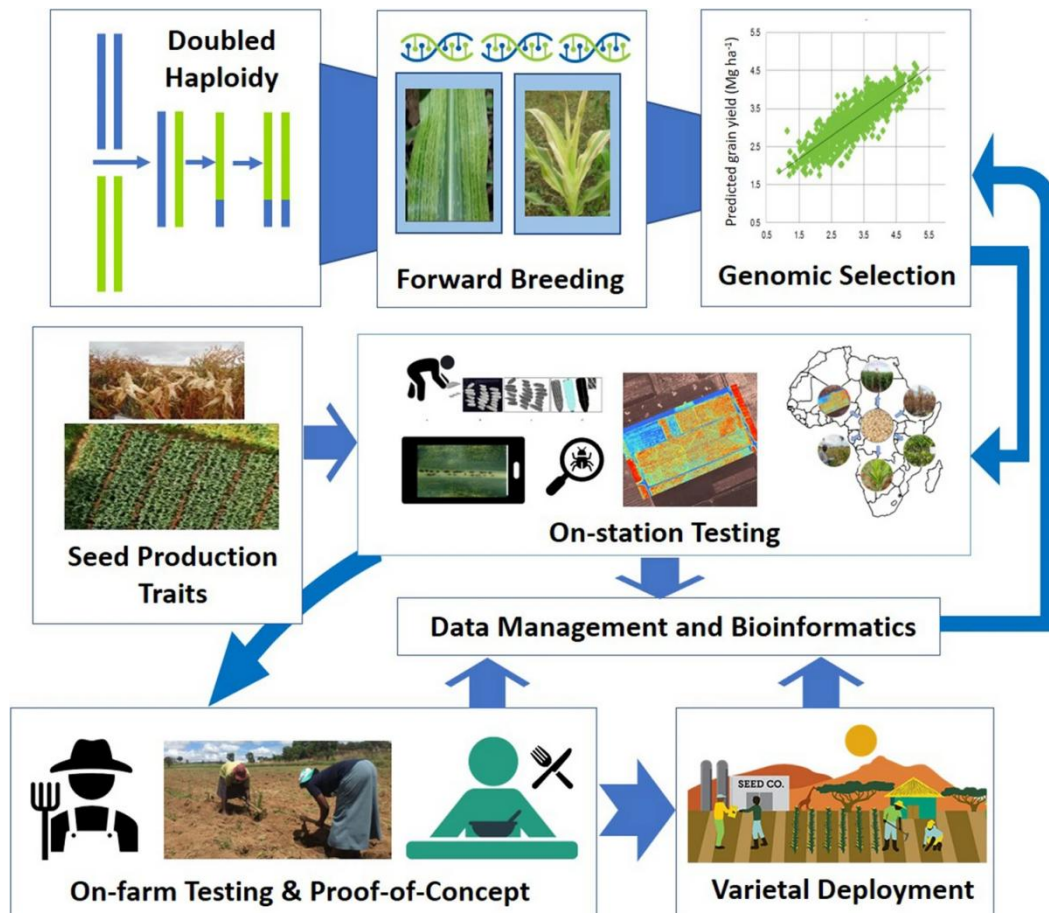 Doubled
Haploidy
Forward Breeding
Predicted grain yield (Mg ha⁻¹)
5.5
4.5
3.5
2.5
1.5
0.5
0.5 1.5 2.5 3.5 4.5 5.5
Genomic Selection
Seed Production
Traits
On-station Testing
Data Management and Bioinformatics
On-farm Testing & Proof-of-Concept
SEED CO.
Varietal Deployment